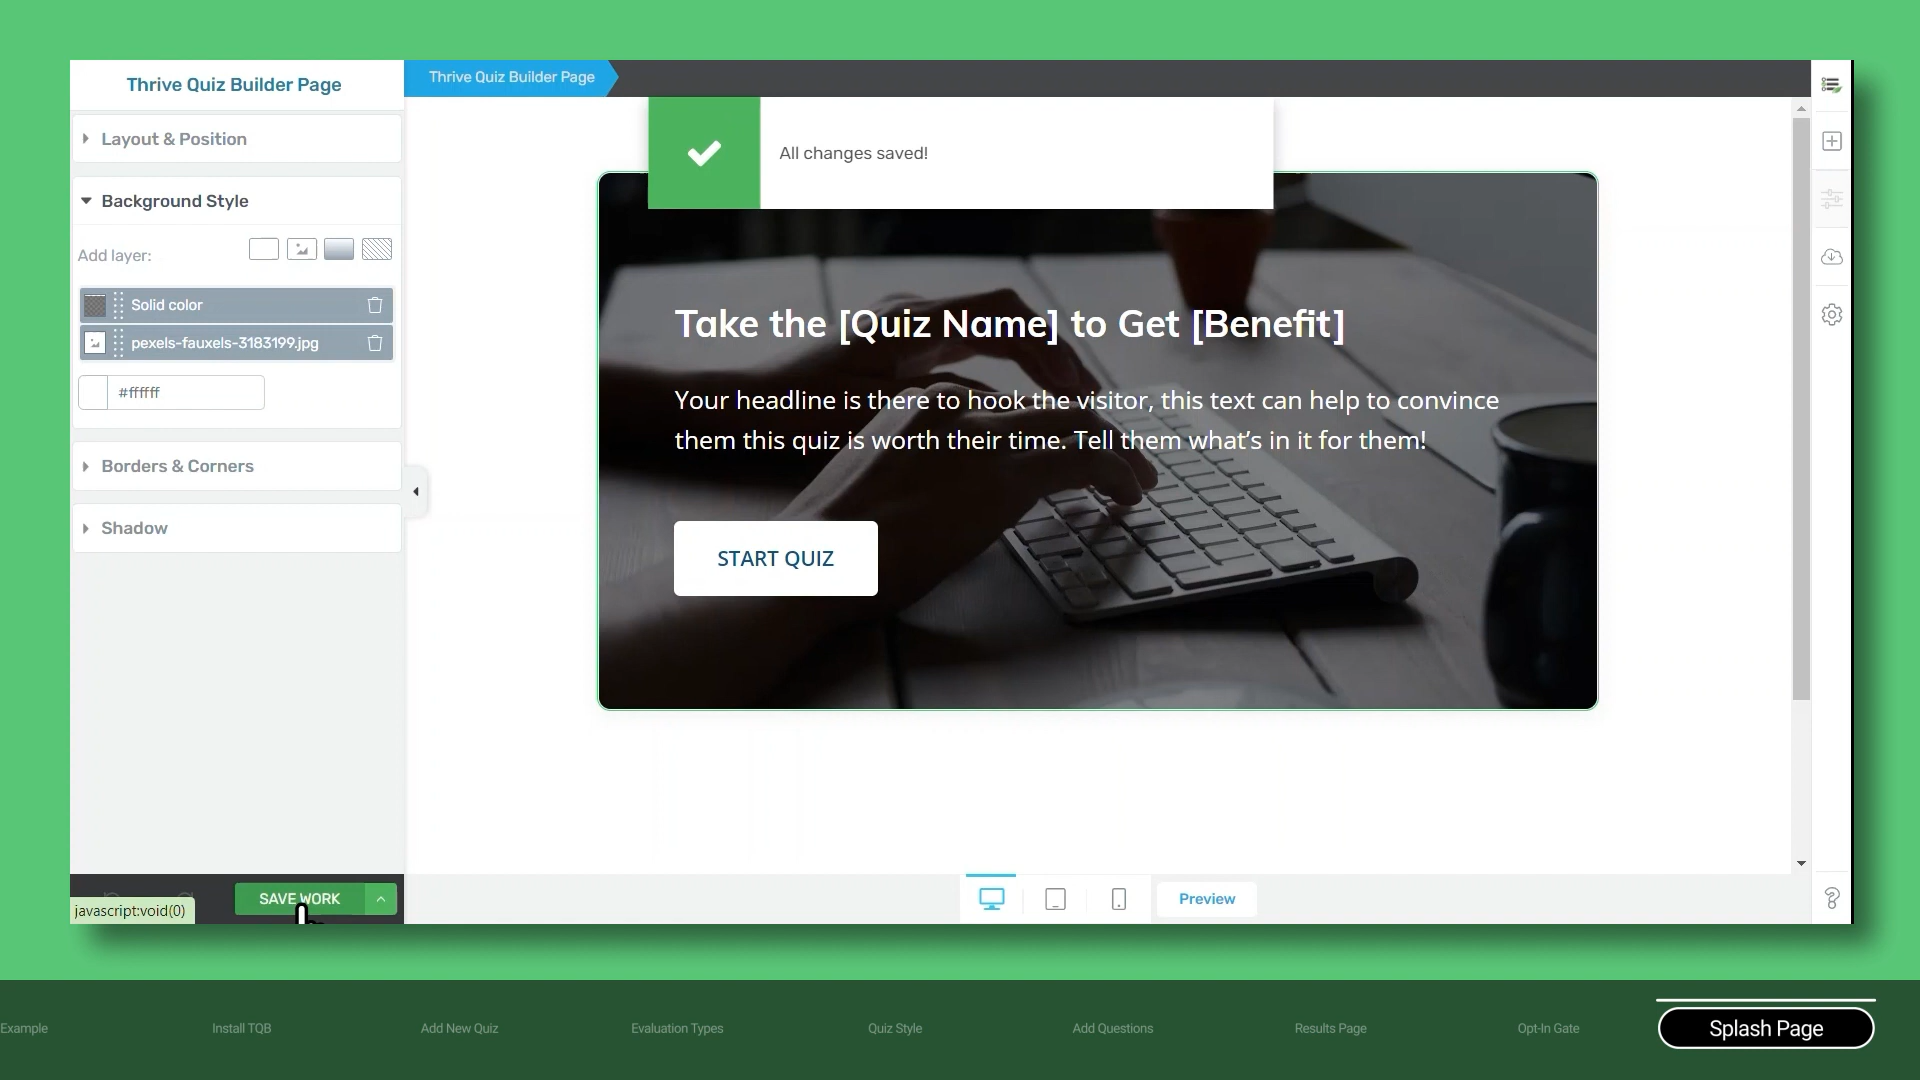 Thrive Quiz Builder Page
Thrive Quiz Builder Page
Layout & Position
Background Style
Add layer:
Solid color
pexels-fauxels-3183199.jpg
#ffffff
Borders & Corners
Shadow
All changes saved!
Take the [Quiz Name] to Get [Benefit]
Your headline is there to hook the visitor, this text can help to convince
them this quiz is worth their time. Tell them what’s in it for them!
START QUIZ
SAVE WORK
javascript:void(0)
Preview
Example
Install TQB
Add New Quiz
Evaluation Types
Quiz Style
Add Questions
Results Page
Opt-In Gate
Splash Page